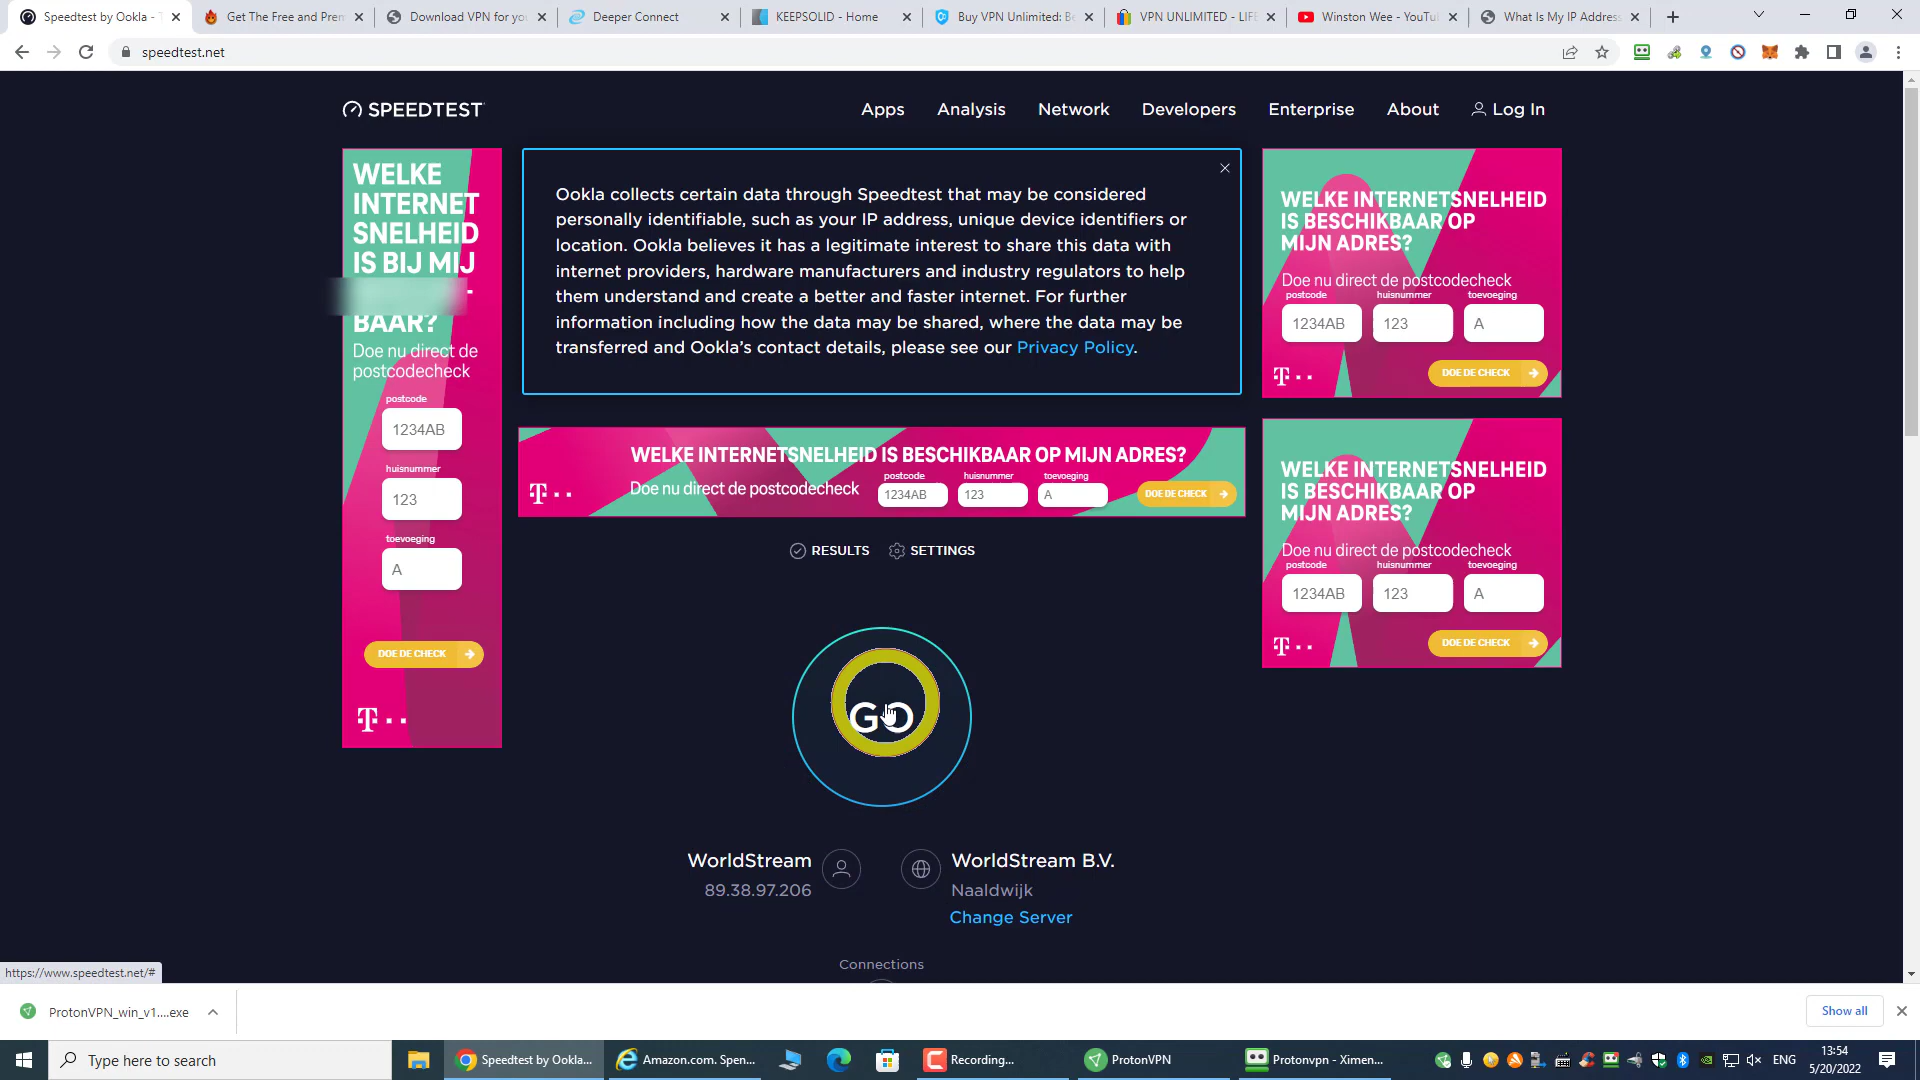 Speedtest by Ookla - T
Get The Free and Prem
Download VPN for you
Deeper Connect
KEEPSOLID - Home
Buy VPN Unlimited: B
VPN UNLIMITED - LIF
Winston Wee - YouTu
What Is My IP Address
speedtest.net
SPEEDTEST
Apps
Analysis
Network
Developers
Enterprise
About
Log In
WELKE
INTERNET
SNELHEID
IS BIJ MIJ
BAAR?
Doe nu direct de
postcodecheck
postcode
1234AB
huisnummer
123
toevoeging
A
DOE DE CHECK
T
Ookla collects certain data through Speedtest that may be considered
personally identifiable, such as your IP address, unique device identifiers or
location. Ookla believes it has a legitimate interest to share this data with
internet providers, hardware manufacturers and industry regulators to help
them understand and create a better and faster internet. For further
information including how the data may be shared, where the data may be
transferred and Ookla's contact details, please see our Privacy Policy.
WELKE INTERNETSNELHEID IS BESCHIKBAAR OP MIJN ADRES?
Doe nu direct de postcodecheck
postcode
1234AB
huisnummer
123
toevoeging
A
DOE DE CHECK
T
RESULTS
SETTINGS
GO
WorldStream
89.38.97.206
WorldStream B.V.
Naaldwijk
Change Server
Connections
WELKE INTERNETSNELHEID
IS BESCHIKBAAR OP
MIJN ADRES?
Doe nu direct de postcodecheck
postcode
huisnummer
toevoeging
1234AB
123
A
T
DOE DE CHECK
WELKE INTERNETSNELHEID
IS BESCHIKBAAR OP
MIJN ADRES?
Doe nu direct de postcodecheck
postcode
huisnummer
toevoeging
1234AB
123
A
T
DOE DE CHECK
https://www.speedtest.net/#
ProtonVPN_win_v1....exe
Show all
Type here to search
Speedtest by Ookla...
Amazon.com. Spen...
Recording...
ProtonVPN
Protonvpn - Ximen...
ENG
13:54
5/20/2022